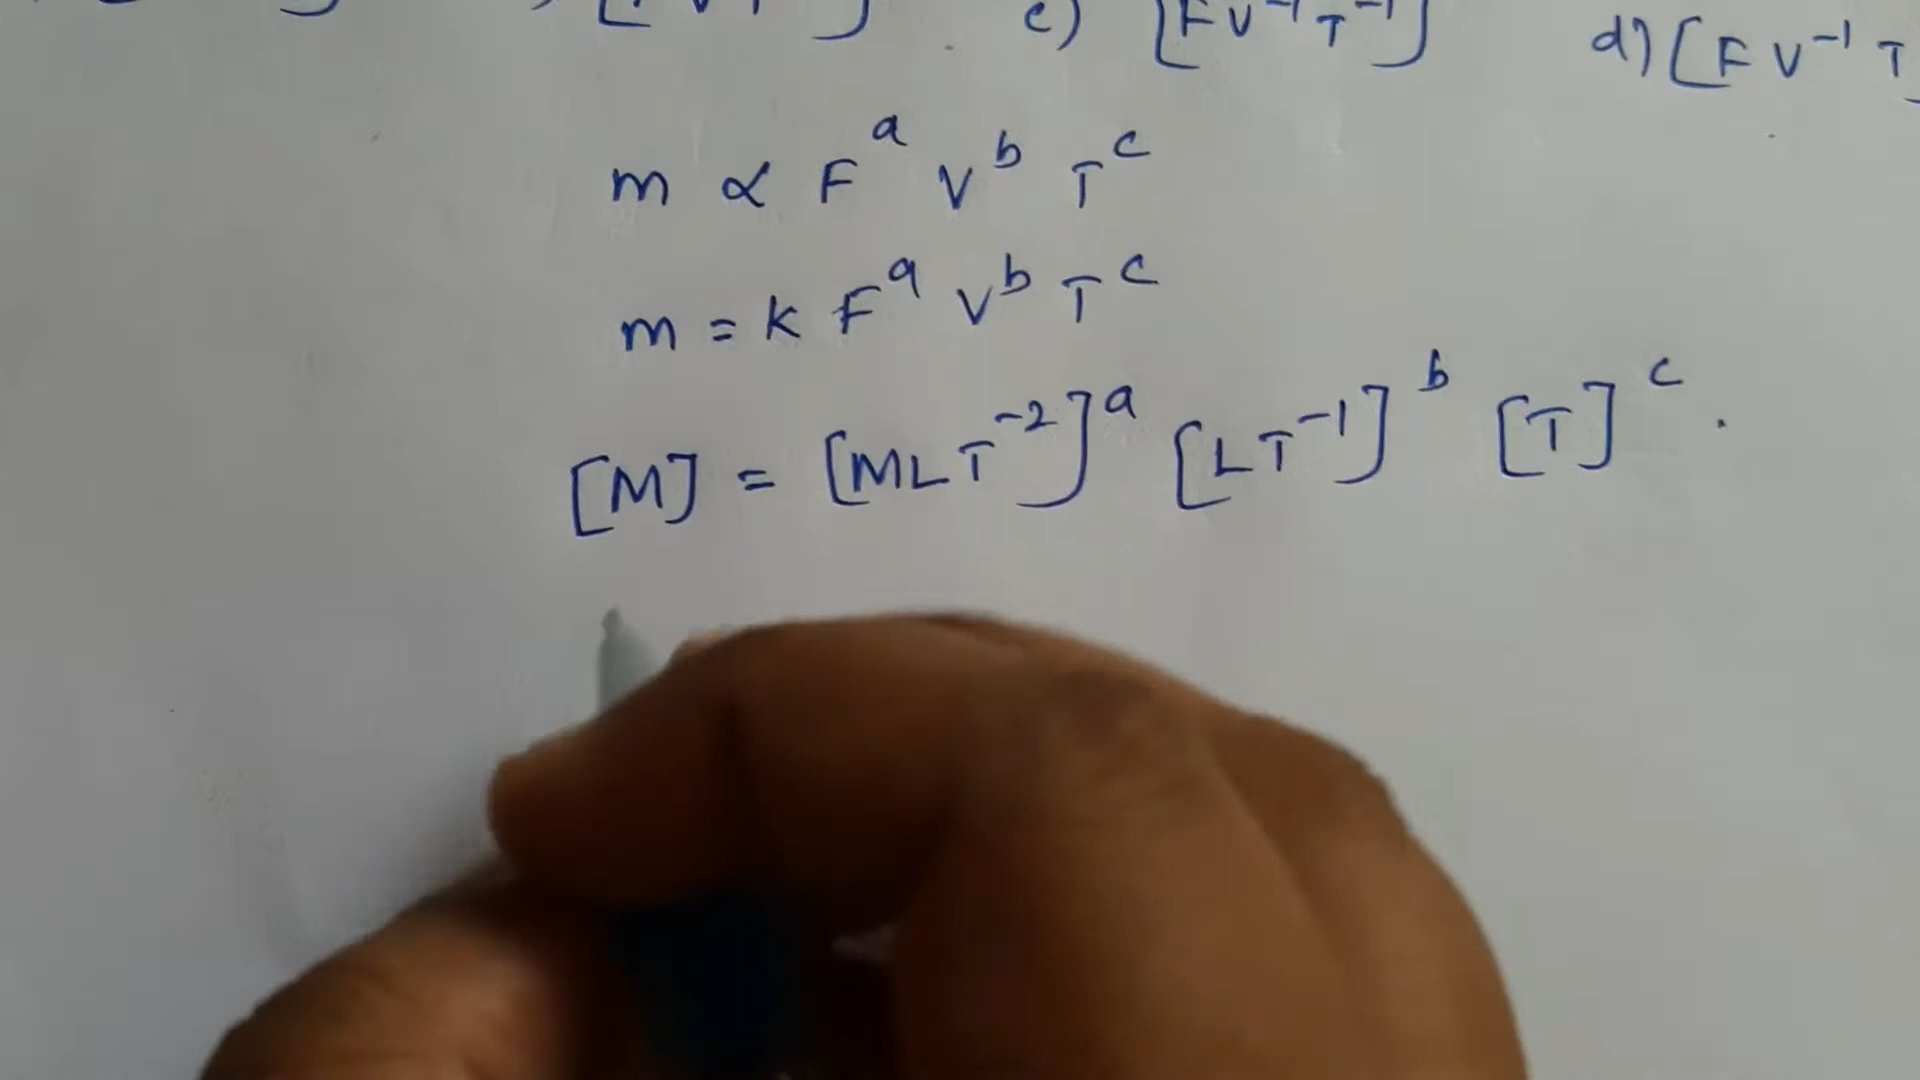 c) [F V⁻¹ T⁻¹] d) [F V⁻¹ T]
m ∝ Fᵃ Vᵇ Tᶜ
m = k Fᵃ Vᵇ Tᶜ
[M] = [MLT⁻²]ᵃ [LT⁻¹]ᵇ [T]ᶜ.